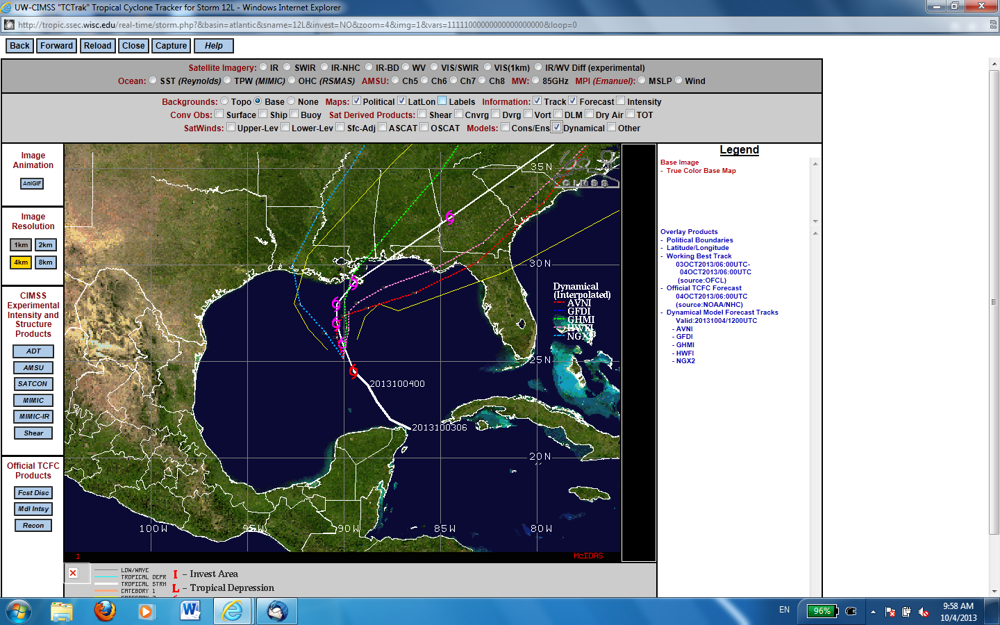 UW-CIMSS "TCTrak" Tropical Cyclone Tracker for Storm 12L - Windows Internet Explorer
http://tropic.ssec.wisc.edu/real-time/storm.php?&basin=atlantic&sname=12L&invest=NO&zoom=4&img=1&vars=11111000000000000000000&loop=0
Back Forward Reload Close Capture Help
Satellite Imagery: IR SWIR IR-NHC IR-BD WV VIS/SWIR VIS(1km) IR/WV Diff (experimental)
Ocean: SST (Reynolds) TPW (MIMIC) OHC (RSMAS) AMSU: Ch5 Ch6 Ch7 Ch8 MW: 85GHz MPI (Emanuel): MSLP Wind
Backgrounds: Topo Base None Maps: Political LatLon Labels Information: Track Forecast Intensity
Conv Obs: Surface Ship Buoy Sat Derived Products: Shear Cnvrg Dvrg Vort DLM Dry Air TOT
SatWinds: Upper-Lev Lower-Lev Sfc-Adj ASCAT OSCAT Models: Cons/Ens Dynamical Other
Image
Animation
AniGIF
Image
Resolution
1km 2km
4km 8km
CIMSS
Experimental
Intensity and
Structure
Products
ADT
AMSU
SATCON
MIMIC
MIMIC-IR
Shear
Official TCFC
Products
Fcst Disc
Mdl Intsy
Recon
35N
CIMSS
30N
Dynamical
(Interpolated)
AVNI
GFDI
GHMI
HWFI
25N
2013100400
2013100306
20N
100W 95W 90W 85W 80W
1 McIDAS
LOW/WAVE
TROPICAL DEPR
TROPICAL STRM
CATEGORY 1
I - Invest Area
L - Tropical Depression
Legend
Base Image
- True Color Base Map
Overlay Products
- Political Boundaries
- Latitude/Longitude
- Working Best Track
03OCT2013/06:00UTC-
04OCT2013/06:00UTC
(source:OFCL)
- Official TCFC Forecast
04OCT2013/06:00UTC
(source:NOAA/NHC)
- Dynamical Model Forecast Tracks
Valid:20131004/1200UTC
- AVNI
- GFDI
- GHMI
- HWFI
- NGX2
EN 96% 9:58 AM
10/4/2013